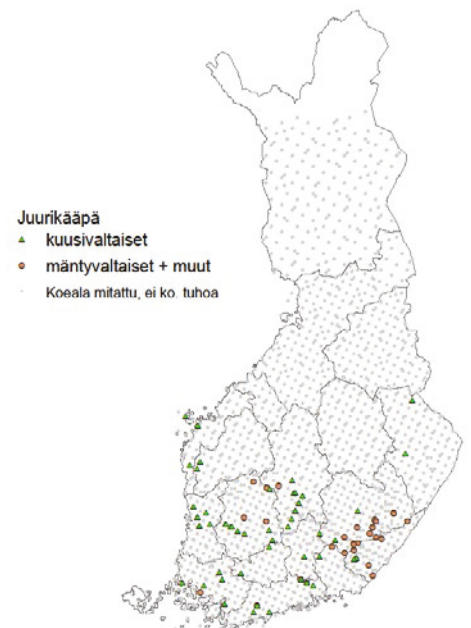 Juurikääpä
kuusivaltaiset
mäntyvaltaiset + muut
Koeala mitattu, ei ko. tuhoa